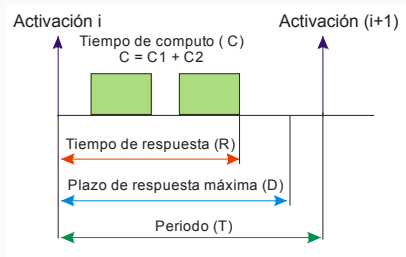 Activación i
Activación (i+1)
Tiempo de computo ( C)
C = C1 + C2
Tiempo de respuesta (R)
Plazo de respuesta máxima (D)
Periodo (T)